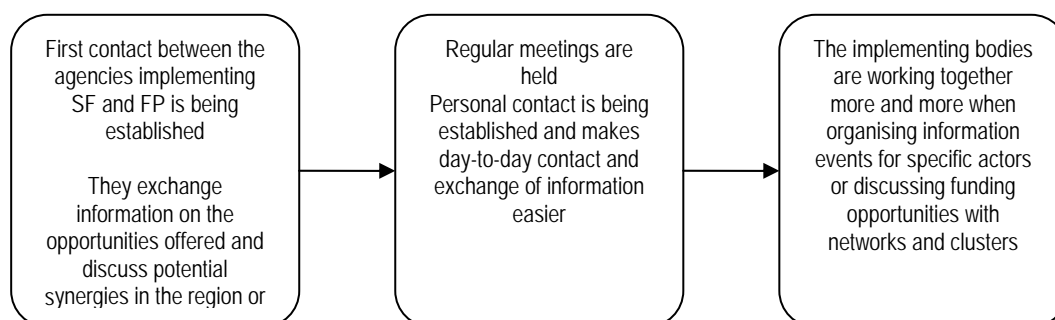 First contact between the
agencies implementing
SF and FP is being
established
They exchange
information on the
opportunities offered and
discuss potential
synergies in the region or
Regular meetings are
held
Personal contact is being
established and makes
day-to-day contact and
exchange of information
easier
The implementing bodies
are working together
more and more when
organising information
events for specific actors
or discussing funding
opportunities with
networks and clusters